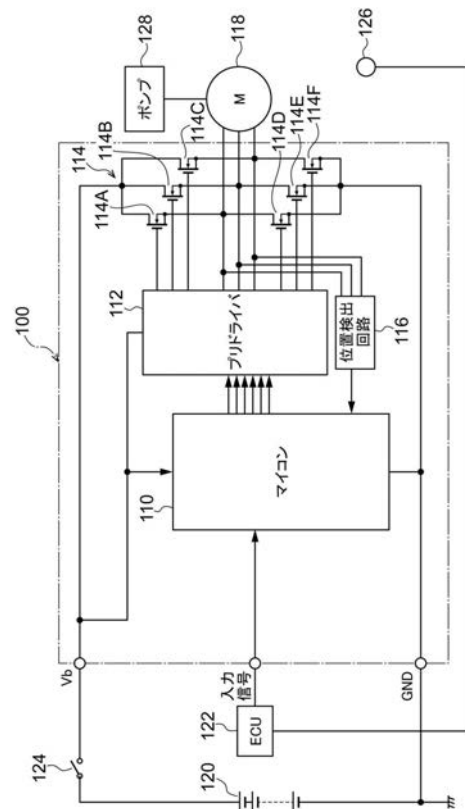 100
124
Vb
120
122
ECU
入力
信号
GND
110
マイコン
112
プリドライバ
位置検出
回路
116
114
114A
114B
114C
114D
114E
114F
128
ポンプ
118
M
126